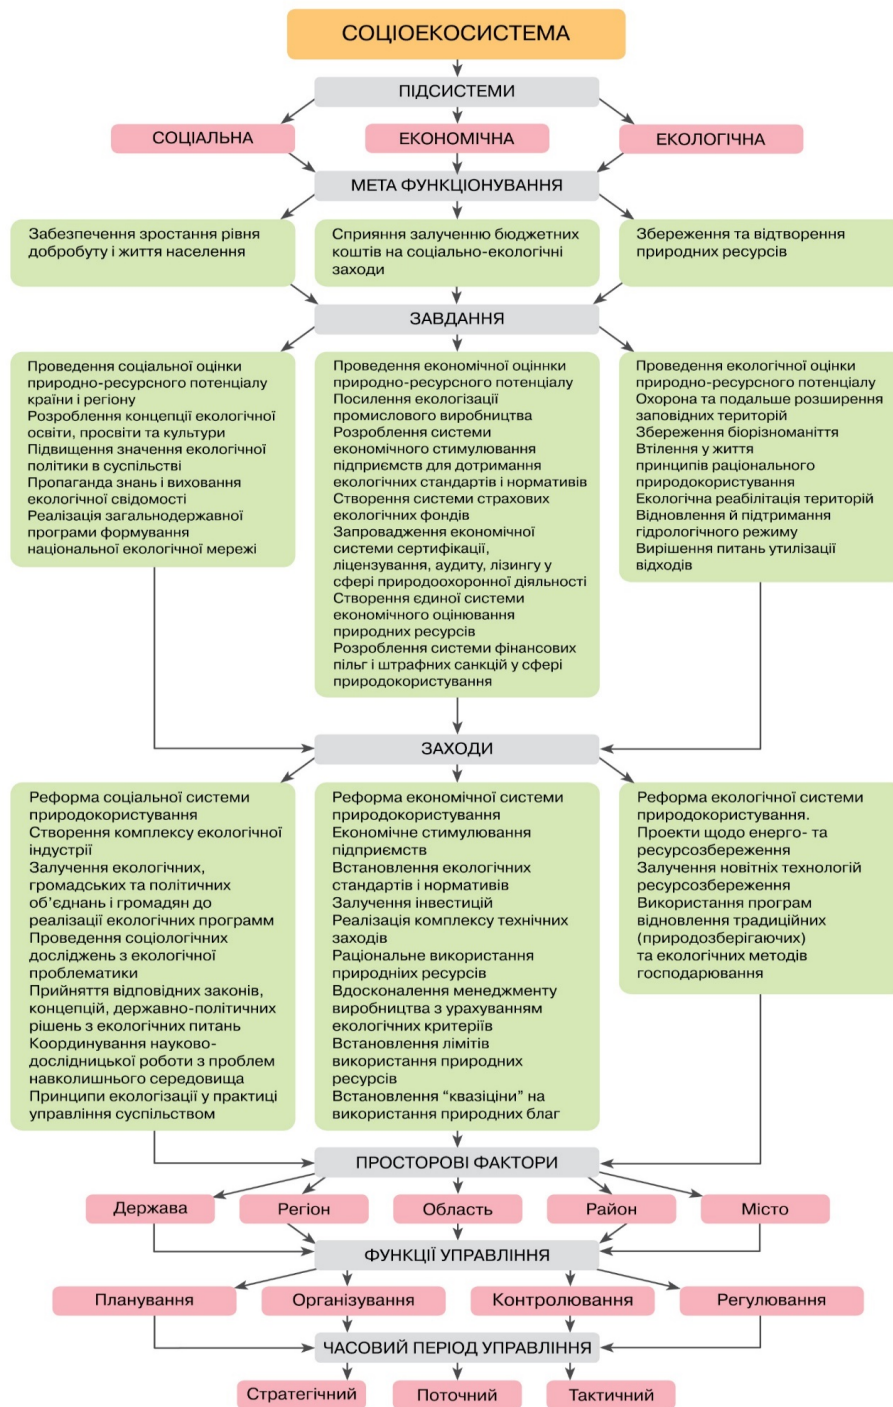 СОЦІОЕКОСИСТЕМА
ПІДСИСТЕМИ
СОЦІАЛЬНА
ЕКОНОМІЧНА
ЕКОЛОГІЧНА
МЕТА ФУНКЦІОНУВАННЯ
Забезпечення зростання рівня
добробуту і життя населення
Сприяння залученню бюджетних
коштів на соціально-екологічні
заходи
Збереження та відтворення
природних ресурсів
ЗАВДАННЯ
Проведення соціальної оцінки
природно-ресурсного потенціалу
країни і регіону
Розроблення концепції екологічної
освіти, просвіти та культури
Підвищення значення екологічної
політики в суспільстві
Пропаганда знань і виховання
екологічної свідомості
Реалізація загальнодержавної
програми формування
національної екологічної мережі
Проведення економічної оціннки
природно-ресурсного потенціалу
Посилення екологізації
промислового виробництва
Розроблення системи
економічного стимулювання
підприємств для дотримання
екологічних стандартів і нормативів
Створення системи страхових
екологічних фондів
Запровадження економічної
системи сертифікації,
ліцензування, аудиту, лізингу у
сфері природоохоронної діяльності
Створення єдиної системи
економічного оцінювання
природних ресурсів
Розроблення системи фінансових
пільг і штрафних санкцій у сфері
природокористування
Проведення екологічної оцінки
природно-ресурсного потенціалу
Охорона та подальше розширення
заповідних територій
Збереження біорізноманіття
Втілення у життя
принципів раціонального
природокористування
Екологічна реабілітація територій
Відновлення й підтримання
гідрологічного режиму
Вирішення питань утилізації
відходів
ЗАХОДИ
Реформа соціальної системи
природокористування
Створення комплексу екологічної
індустрії
Залучення екологічних,
громадських та політичних
об’єднань і громадян до
реалізації екологічних программ
Проведення соціологічних
досліджень з екологічної
проблематики
Прийняття відповідних законів,
концепцій, державно-політичних
рішень з екологічних питань
Координування науково-
дослідницької роботи з проблем
навколишнього середовища
Принципи екологізації у практиці
управління суспільством
Реформа економічної системи
природокористування
Економічне стимулювання
підприємств
Встановлення екологічних
стандартів і нормативів
Залучення інвестицій
Реалізація комплексу технічних
заходів
Раціональне використання
природніх ресурсів
Вдосконалення менеджменту
виробництва з урахуванням
екологічних критеріїв
Встановлення лімітів
використання природних
ресурсів
Встановлення “квазіціни” на
використання природних благ
Реформа екологічної системи
природокористування.
Проекти щодо енерго- та
ресурсозбереження
Залучення новітніх технологій
ресурсозбереження
Використання програм
відновлення традиційних
(природозберігаючих)
та екологічних методів
господарювання
ПРОСТОРОВІ ФАКТОРИ
Держава
Регіон
Область
Район
Місто
ФУНКЦІЇ УПРАВЛІННЯ
Планування
Організування
Контролювання
Регулювання
ЧАСОВИЙ ПЕРІОД УПРАВЛІННЯ
Стратегічний
Поточний
Тактичний